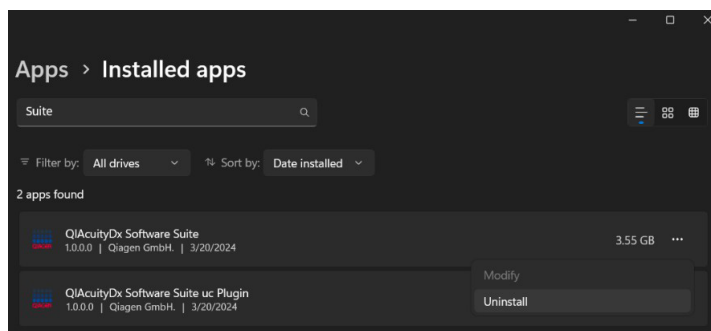 Apps > Installed apps
Suite
Filter by: All drives Sort by: Date installed
2 apps found
QIAcuityDx Software Suite
1.0.0.0 | Qiagen GmbH. | 3/20/2024
3.55 GB
Modify
Uninstall
QIAcuityDx Software Suite uc Plugin
1.0.0.0 | Qiagen GmbH. | 3/20/2024